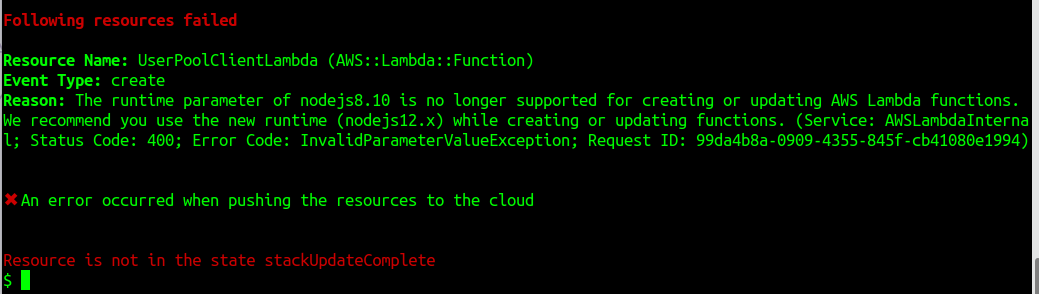 Following resources failed
Resource Name: UserPoolClientLambda (AWS::Lambda::Function)
Event Type: create
Reason: The runtime parameter of nodejs8.10 is no longer supported for creating or updating AWS Lambda functions.
We recommend you use the new runtime (nodejs12.x) while creating or updating functions. (Service: AWSLambdaInterna
l; Status Code: 400; Error Code: InvalidParameterValueException; Request ID: 99da4b8a-0909-4355-845f-cb41080e1994)
✖ An error occurred when pushing the resources to the cloud
Resource is not in the state stackUpdateComplete
$